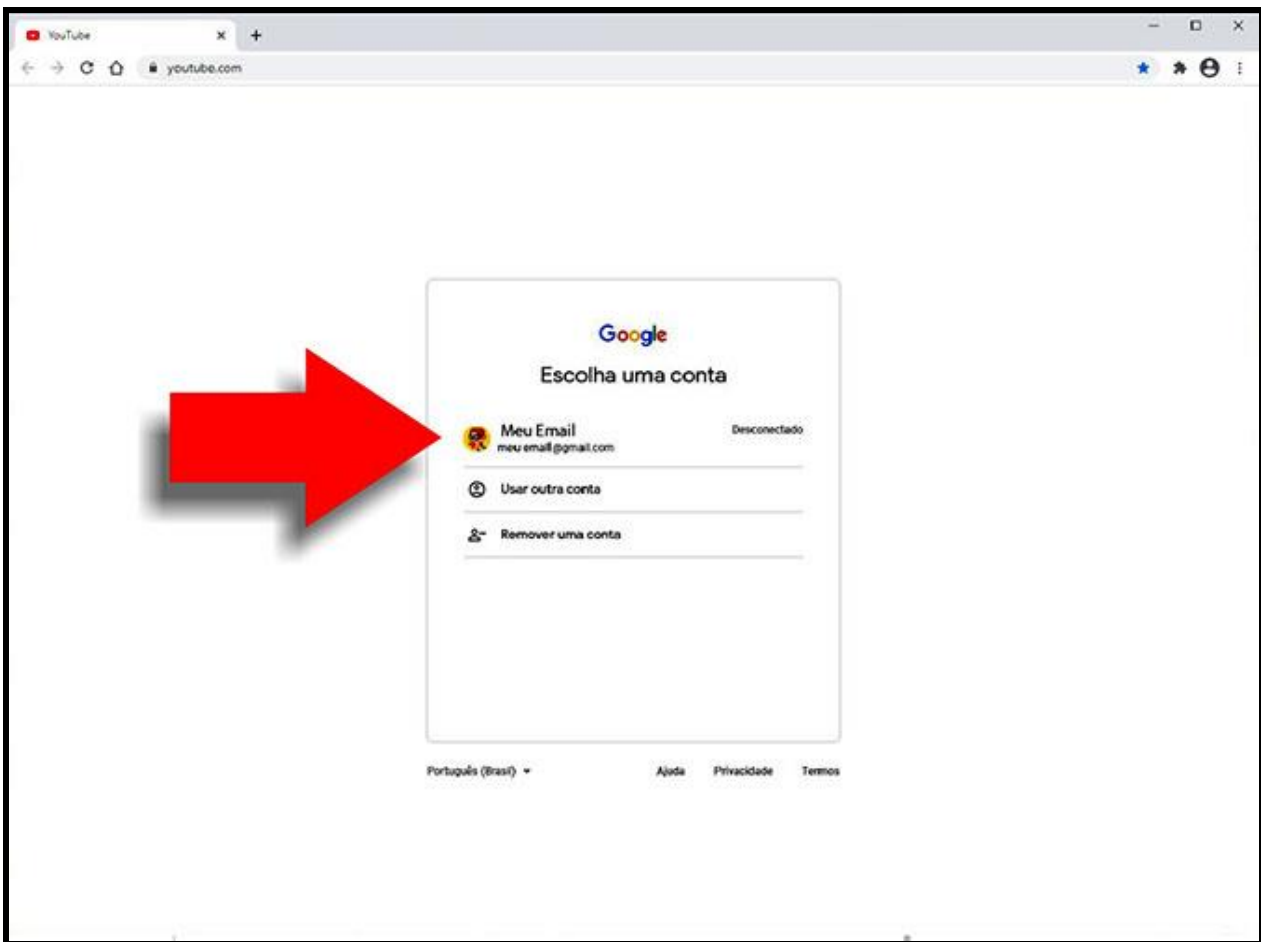 YouTube
youtube.com
Google
Escolha uma conta
Meu Email
Desconectado
meu email@gmail.com
Usar outra conta
Remover uma conta
Português (Brasil)
Ajuda
Privacidade
Termos